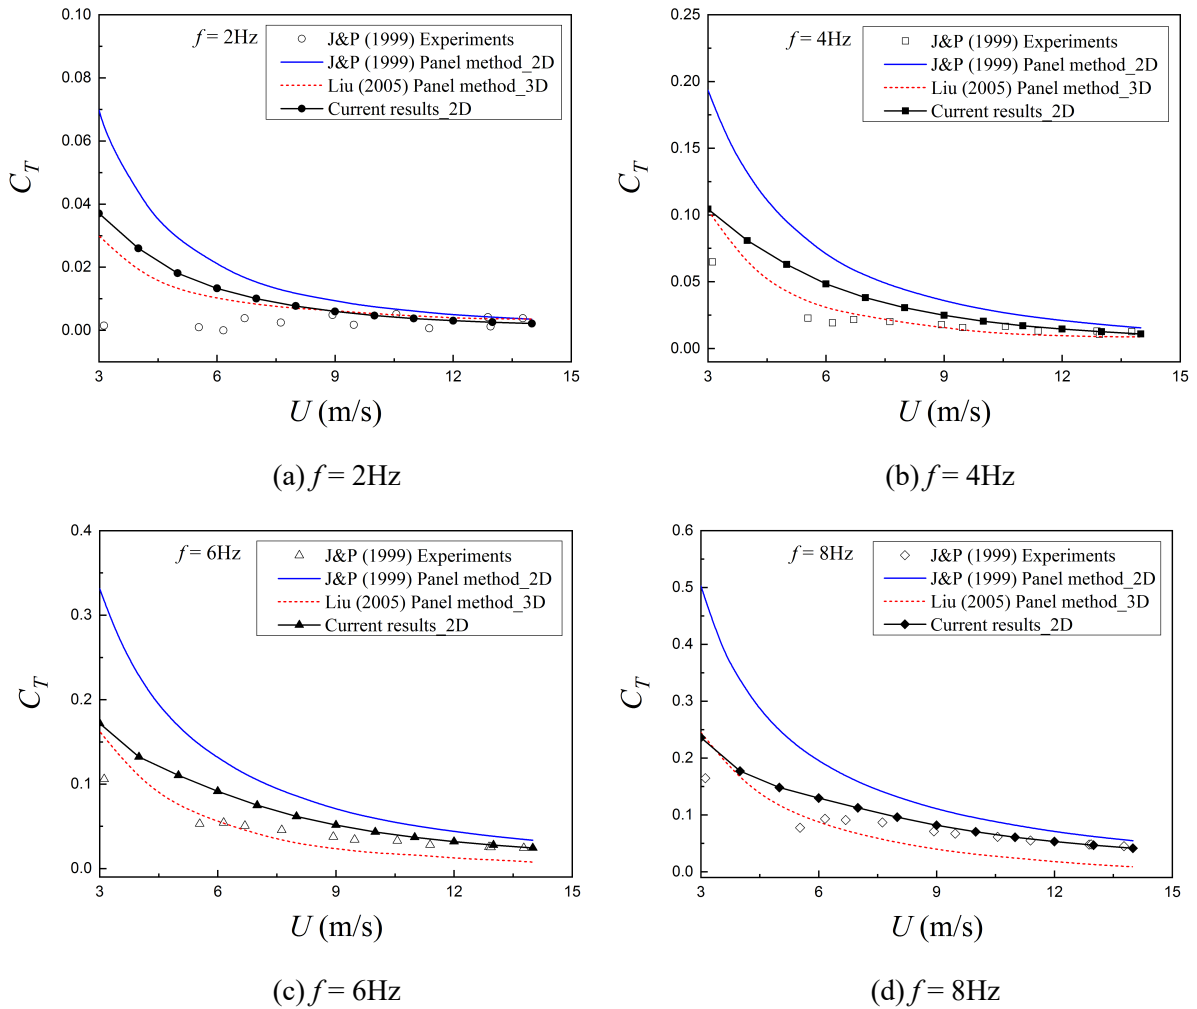 0.10
0.08
0.06
0.04
0.02
0.00
C_T
f = 2Hz
J&P (1999) Experiments
J&P (1999) Panel method_2D
Liu (2005) Panel method_3D
Current results_2D
3 6 9 12 15
U (m/s)
(a) f = 2Hz
0.25
0.20
0.15
0.10
0.05
0.00
C_T
f = 4Hz
J&P (1999) Experiments
J&P (1999) Panel method_2D
Liu (2005) Panel method_3D
Current results_2D
3 6 9 12 15
U (m/s)
(b) f = 4Hz
0.4
0.3
0.2
0.1
0.0
C_T
f = 6Hz
J&P (1999) Experiments
J&P (1999) Panel method_2D
Liu (2005) Panel method_3D
Current results_2D
3 6 9 12 15
U (m/s)
(c) f = 6Hz
0.6
0.5
0.4
0.3
0.2
0.1
0.0
C_T
f = 8Hz
J&P (1999) Experiments
J&P (1999) Panel method_2D
Liu (2005) Panel method_3D
Current results_2D
3 6 9 12 15
U (m/s)
(d) f = 8Hz